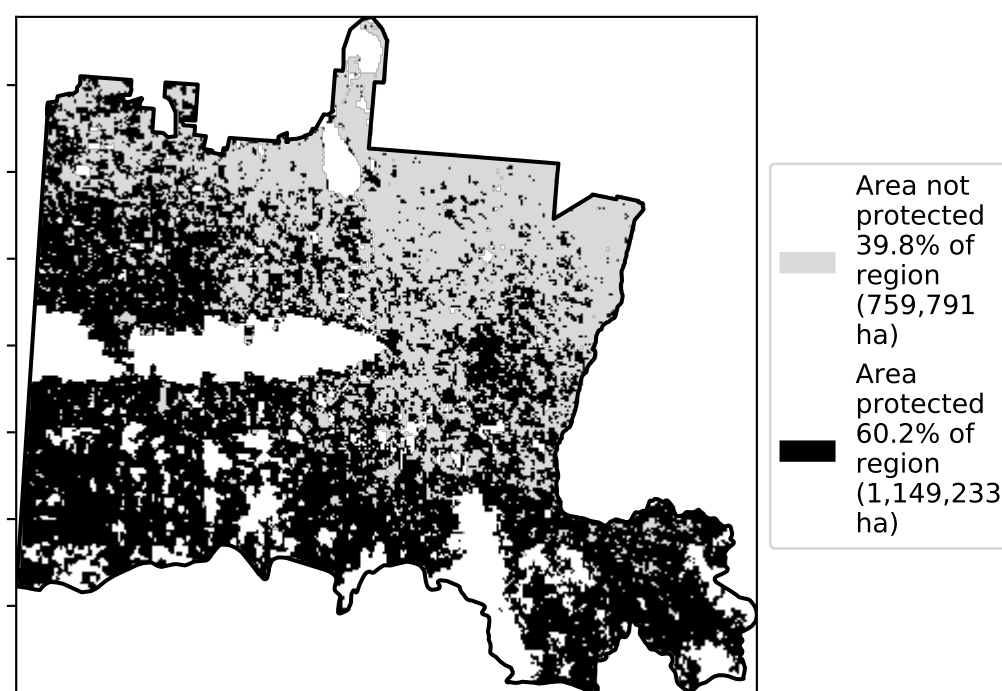 Area not
protected
39.8% of
region
(759,791
ha)
Area
protected
60.2% of
region
(1,149,233
ha)